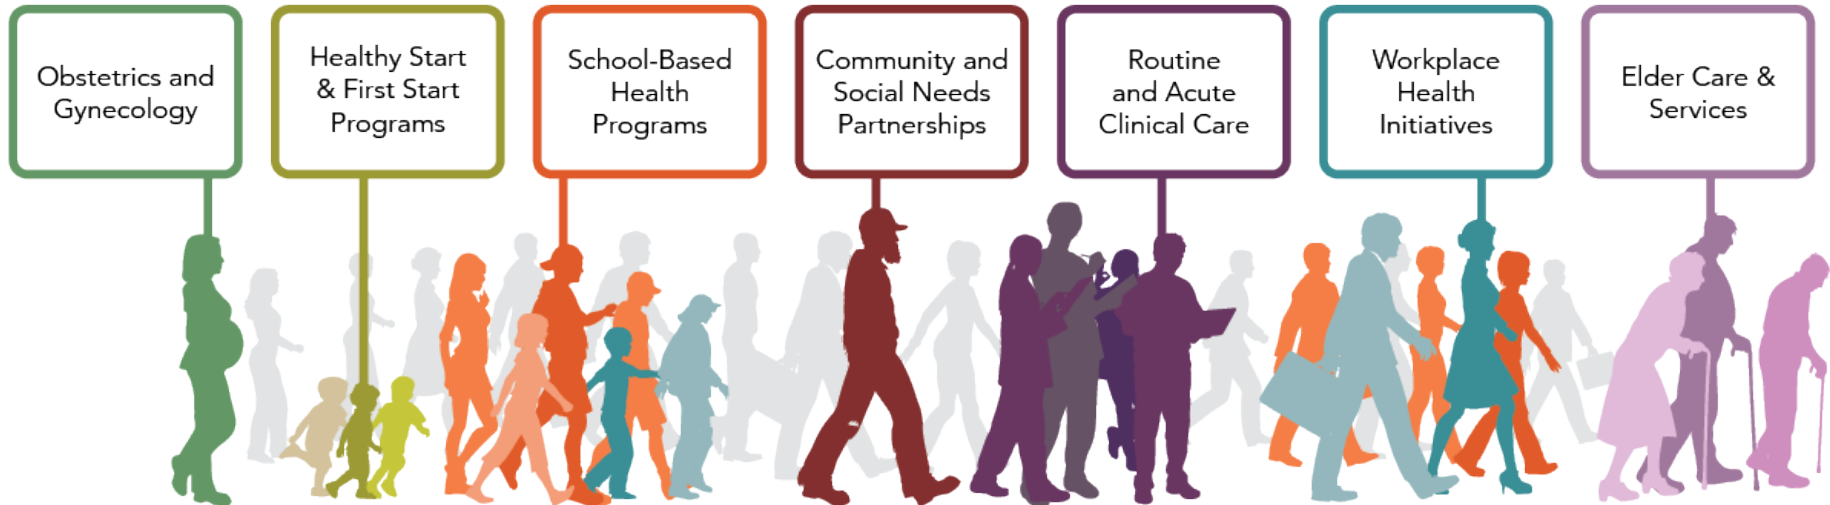 Obstetrics and
Gynecology
Healthy Start
& First Start
Programs
School-Based
Health
Programs
Community and
Social Needs
Partnerships
Routine
and Acute
Clinical Care
Workplace
Health
Initiatives
Elder Care &
Services